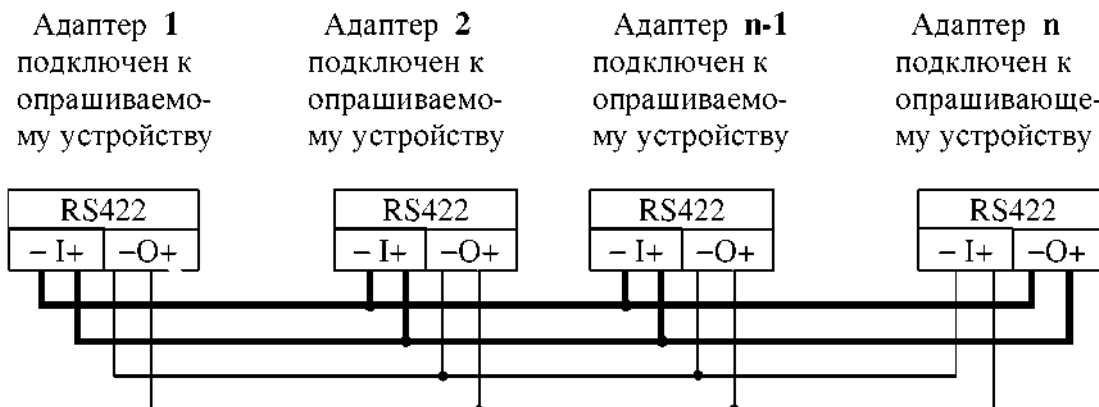 Адаптер 1
подключен к
опрашиваемо-
му устройству
Адаптер 2
подключен к
опрашиваемо-
му устройству
Адаптер n-1
подключен к
опрашиваемо-
му устройству
Адаптер n
подключен к
опрашивающе-
му устройству
RS422
– I+ –O+
RS422
– I+ –O+
RS422
– I+ –O+
RS422
– I+ –O+